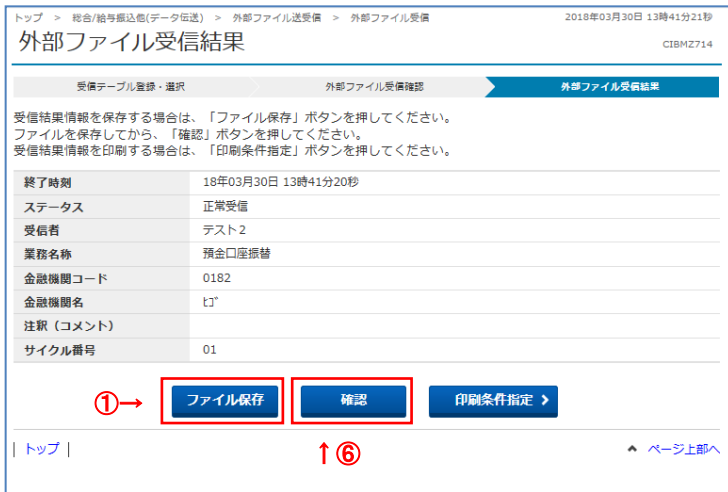 トップ > 総合/給与振込他(データ伝送) > 外部ファイル送受信 > 外部ファイル受信
2018年03月30日 13時41分21秒
外部ファイル受信結果
CIBMZ714
受信テーブル登録・選択
外部ファイル受信確認
外部ファイル受信結果
受信結果情報を保存する場合は、「ファイル保存」ボタンを押してください。
ファイルを保存してから、「確認」ボタンを押してください。
受信結果情報を印刷する場合は、「印刷条件指定」ボタンを押してください。
終了時刻 18年03月30日 13時41分20秒
ステータス 正常受信
受信者 テスト2
業務名称 預金口座振替
金融機関コード 0182
金融機関名 ﾋｺﾞ
注釈（コメント）
サイクル番号 01
①→ ファイル保存 確認 印刷条件指定 >
| トップ | ↑⑥ ページ上部へ